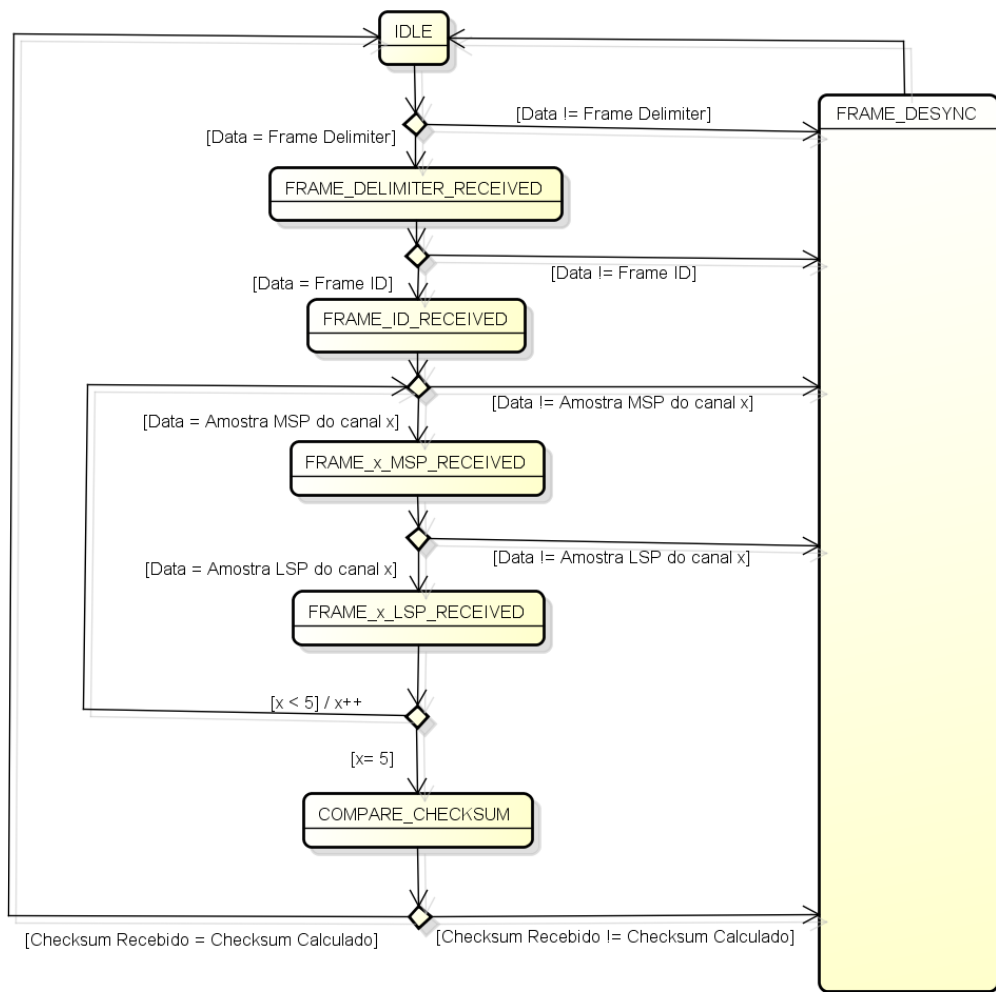 IDLE
FRAME_DESYNC
[Data != Frame Delimiter]
[Data = Frame Delimiter]
FRAME_DELIMITER_RECEIVED
[Data != Frame ID]
[Data = Frame ID]
FRAME_ID_RECEIVED
[Data != Amostra MSP do canal x]
[Data = Amostra MSP do canal x]
FRAME_x_MSP_RECEIVED
[Data != Amostra LSP do canal x]
[Data = Amostra LSP do canal x]
FRAME_x_LSP_RECEIVED
[x < 5] / x++
[x= 5]
COMPARE_CHECKSUM
[Checksum Recebido = Checksum Calculado]
[Checksum Recebido != Checksum Calculado]